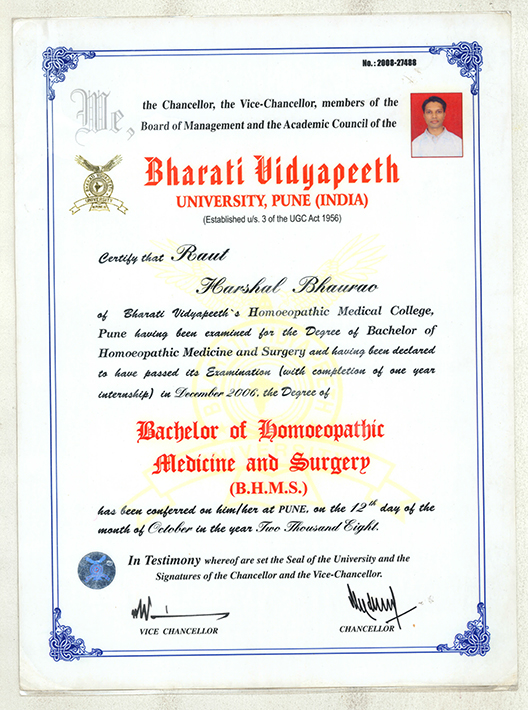 No.: 2008-27488
We, the Chancellor, the Vice-Chancellor, members of the
Board of Management and the Academic Council of the
Bharati Vidyapeeth
UNIVERSITY, PUNE (INDIA)
(Established u/s. 3 of the UGC Act 1956)
Certify that Raut
Harshal Bhaurao
of Bharati Vidyapeeth`s Homoeopathic Medical College,
Pune having been examined for the Degree of Bachelor of
Homoeopathic Medicine and Surgery and having been declared
to have passed its Examination (with completion of one year
internship) in December 2006, the Degree of
Bachelor of Homoeopathic
Medicine and Surgery
(B.H.M.S.)
has been conferred on him/her at PUNE, on the 12th day of the
month of October in the year Two Thousand Eight.
In Testimony whereof are set the Seal of the University and the
Signatures of the Chancellor and the Vice-Chancellor.
VICE CHANCELLOR
CHANCELLOR